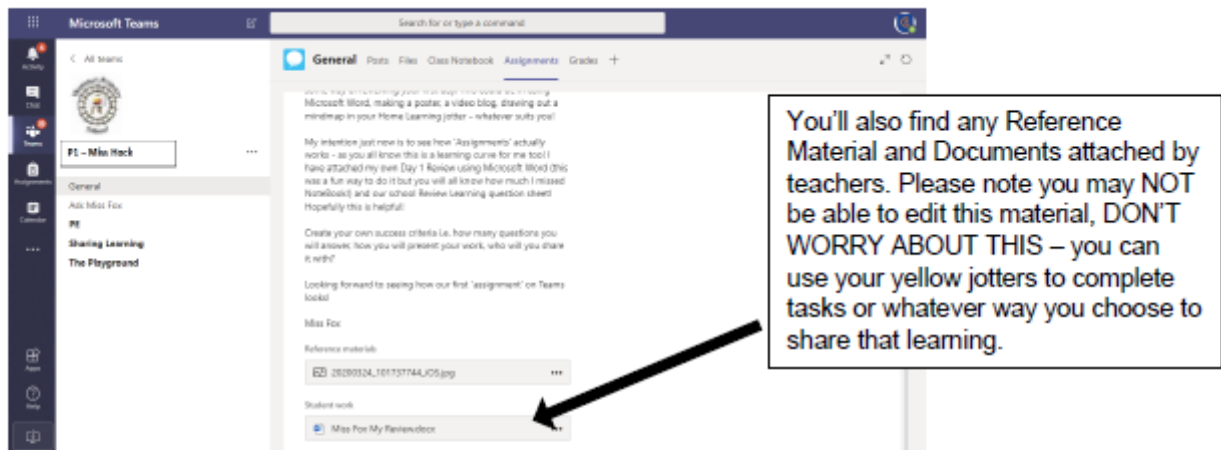 Microsoft Teams
Search for or type a command
Activity
< All teams
General Posts Files Class Notebook Assignments Grades +
Chat
Microsoft Word, making a poster, a video blog, drawing out a
mindmap in your Home Learning jotter - whatever suits you!
Teams
P1 – Miss Hack
...
My intention just now is to see how 'Assignments' actually
works - as you all know this is a learning curve for me too! I
have attached my own Day 1 Review using Microsoft Word (this
was a fun way to do it but you will all know how much I missed
NoteBook!) and our school Review Learning question sheet!
Hopefully this is helpful!
Assignments
General
Ask Miss Fox
Calendar
PE
Sharing Learning
The Playground
...
Create your own success criteria i.e. how many questions you
will answer, how you will present your work, who will you share
it with?
Looking forward to seeing how our first 'assignment' on Teams
looks!
Miss Fox
Reference materials
20200324_101737744_iOS.jpg ...
Student work
Miss Fox My Review.docx ...
Apps
Help
You'll also find any Reference
Material and Documents attached by
teachers. Please note you may NOT
be able to edit this material, DON'T
WORRY ABOUT THIS – you can
use your yellow jotters to complete
tasks or whatever way you choose to
share that learning.